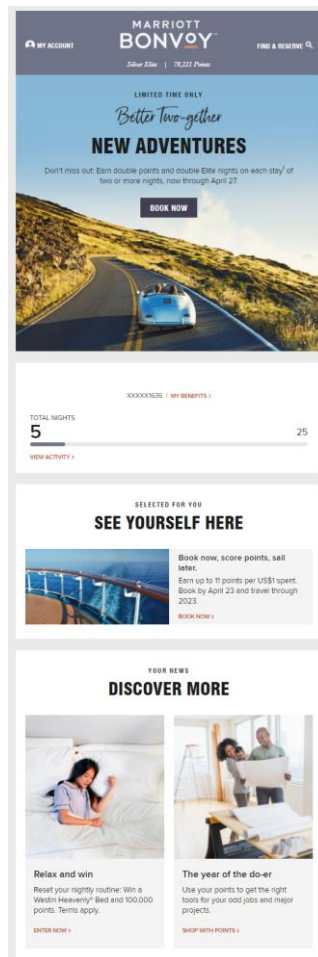 MARRIOTT
BONVOY
MY ACCOUNT
FIND & RESERVE
Silver Elite | 78,221 Points
LIMITED TIME ONLY
Better Two-gether
NEW ADVENTURES
Don't miss out: Earn double points and double Elite nights on each stay† of
two or more nights, now through April 27.
BOOK NOW
XXXXX1636 | MY BENEFITS >
TOTAL NIGHTS
5
25
VIEW ACTIVITY >
SELECTED FOR YOU
SEE YOURSELF HERE
Book now, score points, sail
later.
Earn up to 11 points per US$1 spent.
Book by April 23 and travel through
2023.
BOOK NOW >
YOUR NEWS
DISCOVER MORE
Relax and win
Reset your nightly routine: Win a
Westin Heavenly® Bed and 100,000
points. Terms apply.
ENTER NOW >
The year of the do-er
Use your points to get the right
tools for your odd jobs and major
projects.
SHOP WITH POINTS >